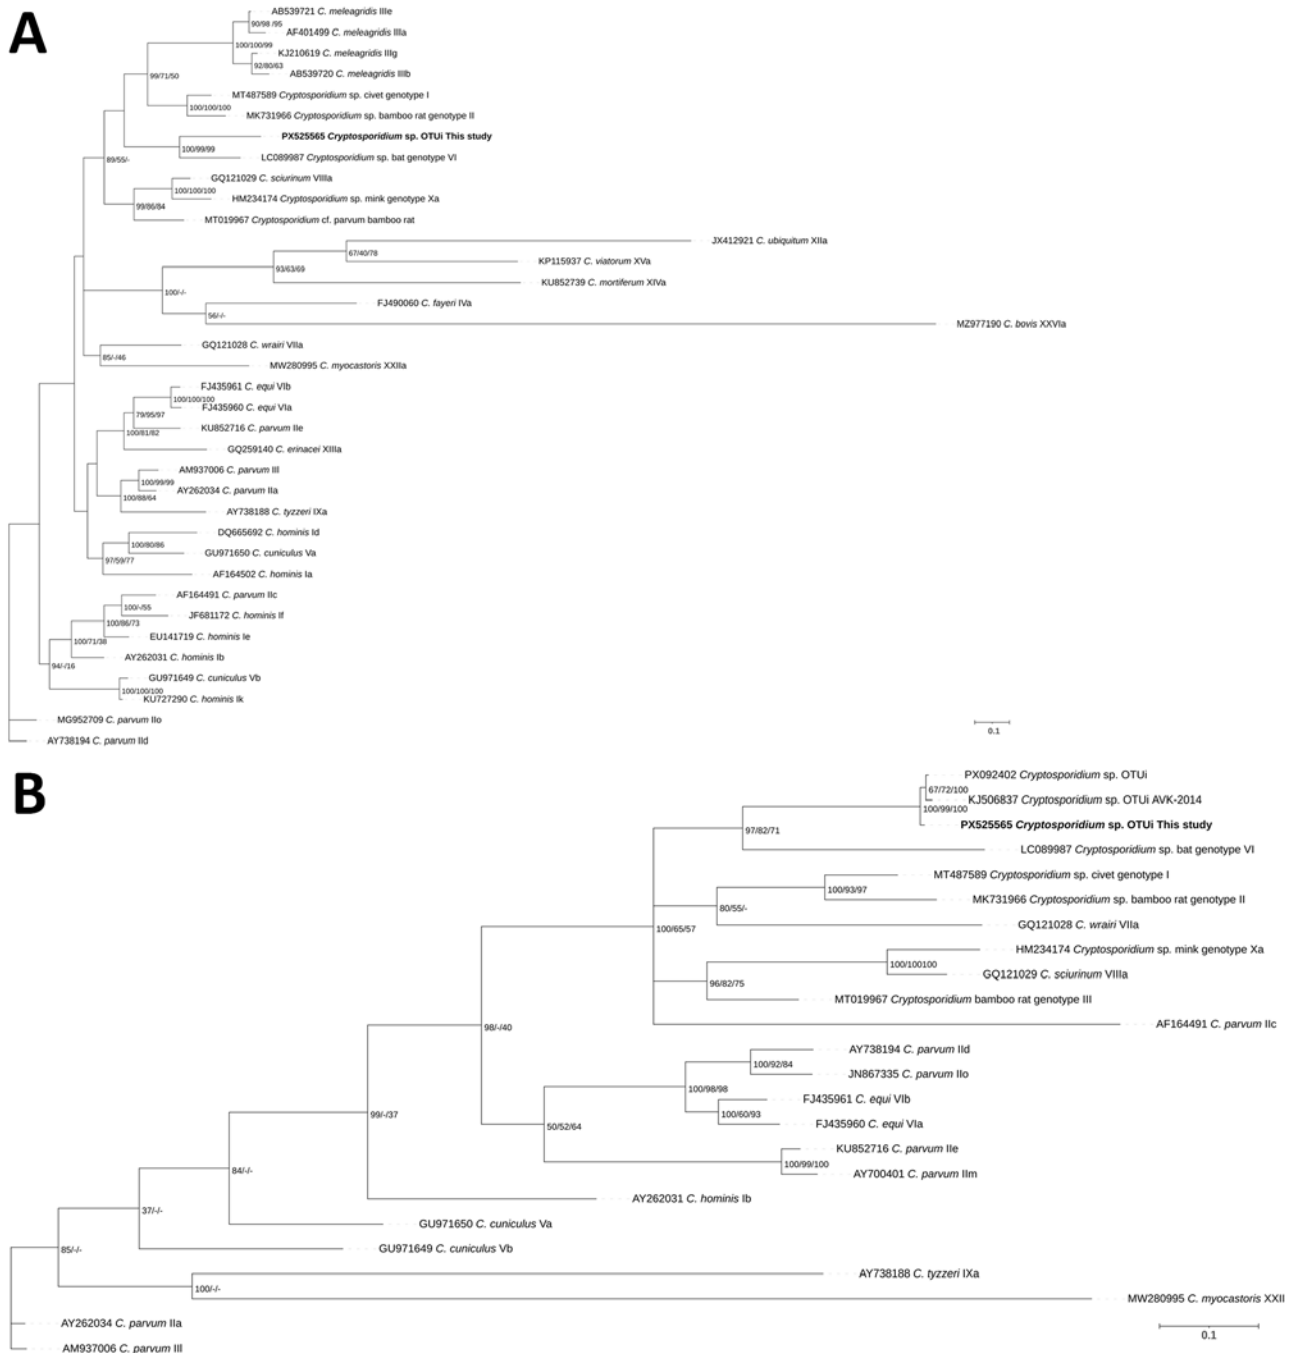 A
AB539721 C. meleagridis IIIe
90/98 /95
AF401499 C. meleagridis IIIa
100/100/99
KJ210619 C. meleagridis IIIg
92/80/63
AB539720 C. meleagridis IIIb
99/71/50
MT487589 Cryptosporidium sp. civet genotype I
100/100/100
MK731966 Cryptosporidium sp. bamboo rat genotype II
PX525565 Cryptosporidium sp. OTUi This study
100/99/99
LC089987 Cryptosporidium sp. bat genotype VI
89/55/-
GQ121029 C. sciurinum VIIIa
100/100/100
HM234174 Cryptosporidium sp. mink genotype Xa
99/86/84
MT019967 Cryptosporidium cf. parvum bamboo rat
JX412921 C. ubiquitum XIIa
67/40/78
KP115937 C. viatorum XVa
93/63/69
KU852739 C. mortiferum XIVa
100/-/-
FJ490060 C. fayeri IVa
56/-/-
MZ977190 C. bovis XXVIa
GQ121028 C. wrairi VIIa
85/-/46
MW280995 C. myocastoris XXIIa
FJ435961 C. equi VIb
100/100/100
FJ435960 C. equi VIa
79/95/97
KU852716 C. parvum IIe
100/81/82
GQ259140 C. erinacei XIIIa
AM937006 C. parvum IIl
100/99/99
AY262034 C. parvum IIa
100/88/64
AY738188 C. tyzzeri IXa
DQ665692 C. hominis Id
100/80/86
GU971650 C. cuniculus Va
97/59/77
AF164502 C. hominis Ia
AF164491 C. parvum IIc
100/-/55
JF681172 C. hominis If
100/86/73
EU141719 C. hominis Ie
100/71/38
AY262031 C. hominis Ib
94/-/16
GU971649 C. cuniculus Vb
100/100/100
KU727290 C. hominis Ik
MG952709 C. parvum IIo
0.1
AY738194 C. parvum IId
B
PX092402 Cryptosporidium sp. OTUi
67/72/100
KJ506837 Cryptosporidium sp. OTUi AVK-2014
100/99/100
PX525565 Cryptosporidium sp. OTUi This study
97/82/71
LC089987 Cryptosporidium sp. bat genotype VI
MT487589 Cryptosporidium sp. civet genotype I
100/93/97
MK731966 Cryptosporidium sp. bamboo rat genotype II
80/55/-
GQ121028 C. wrairi VIIa
100/65/57
HM234174 Cryptosporidium sp. mink genotype Xa
100/100100
GQ121029 C. sciurinum VIIIa
96/82/75
MT019967 Cryptosporidium bamboo rat genotype III
AF164491 C. parvum IIc
98/-/40
AY738194 C. parvum IId
100/92/84
JN867335 C. parvum IIo
100/98/98
FJ435961 C. equi VIb
100/60/93
FJ435960 C. equi VIa
50/52/64
KU852716 C. parvum IIe
100/99/100
AY700401 C. parvum IIm
99/-/37
AY262031 C. hominis Ib
84/-/-
GU971650 C. cuniculus Va
37/-/-
GU971649 C. cuniculus Vb
85/-/-
AY738188 C. tyzzeri IXa
100/-/-
MW280995 C. myocastoris XXII
AY262034 C. parvum IIa
0.1
AM937006 C. parvum IIl